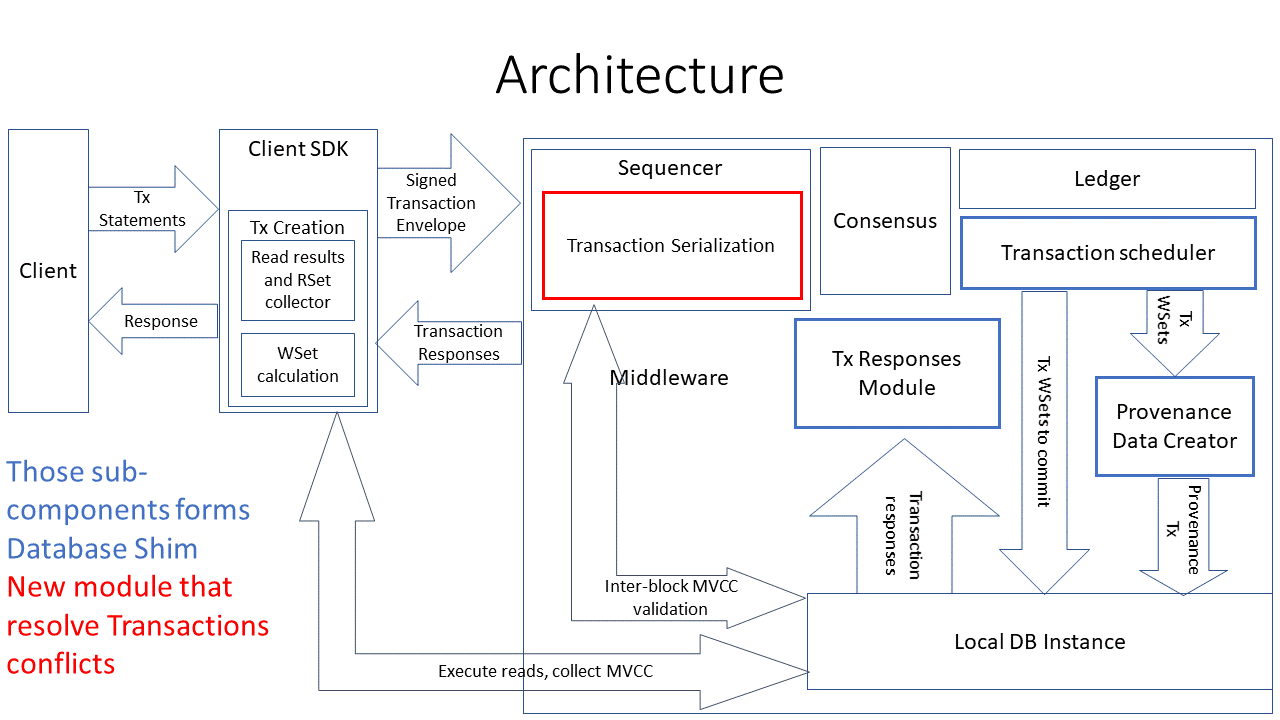 Architecture
Client
Tx
Statements
Response
Client SDK
Tx Creation
Read results
and RSet
collector
WSet
calculation
Signed
Transaction
Envelope
Transaction
Responses
Sequencer
Transaction Serialization
Consensus
Ledger
Transaction scheduler
Middleware
Tx Responses
Module
Tx WSets to commit
Tx
WSets
Provenance
Data Creator
Transaction
responses
Provenance
Tx
Inter-block MVCC
validation
Local DB Instance
Execute reads, collect MVCC
Those sub-
components forms
Database Shim
New module that
resolve Transactions
conflicts